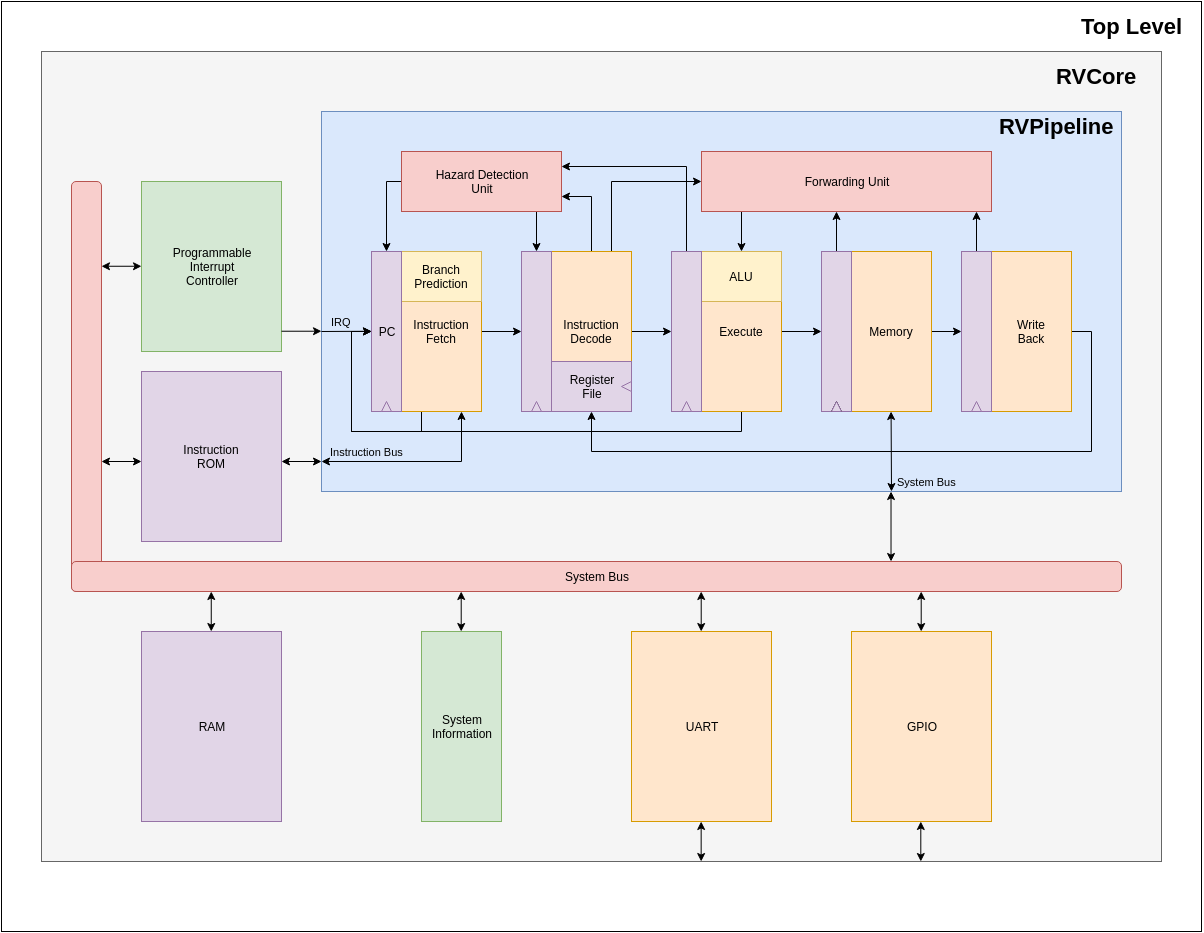 Top Level
RVCore
RVPipeline
Hazard Detection
Unit
Forwarding Unit
Programmable
Interrupt
Controller
Branch
Prediction
ALU
IRQ
PC
Instruction
Fetch
Instruction
Decode
Execute
Memory
Write
Back
Register
File
Instruction
ROM
Instruction Bus
System Bus
System Bus
RAM
System
Information
UART
GPIO